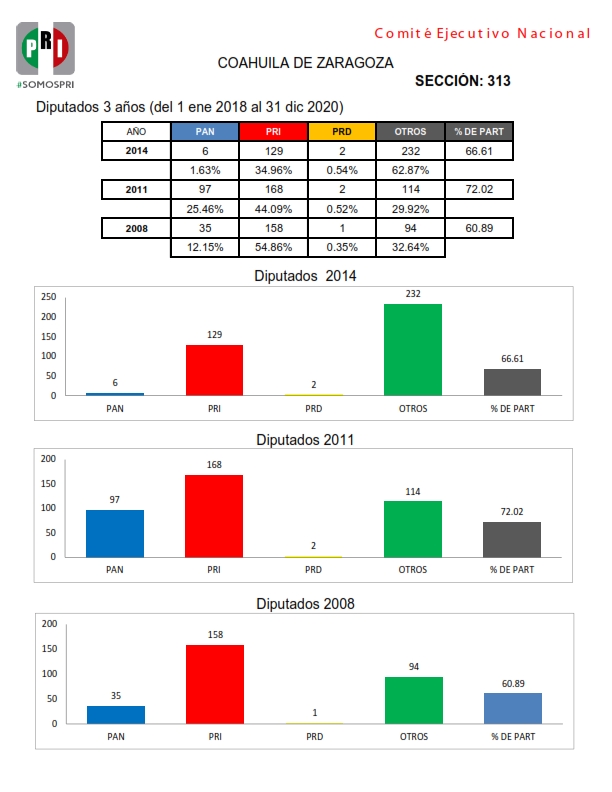 PRI
#SOMOSPRI
Comité Ejecutivo Nacional
COAHUILA DE ZARAGOZA
SECCIÓN: 313
Diputados 3 años (del 1 ene 2018 al 31 dic 2020)
AÑO PAN PRI PRD OTROS % DE PART
2014 6 129 2 232 66.61
1.63% 34.96% 0.54% 62.87%
2011 97 168 2 114 72.02
25.46% 44.09% 0.52% 29.92%
2008 35 158 1 94 60.89
12.15% 54.86% 0.35% 32.64%
Diputados 2014
250
200
150
100
50
0
6 129 2 232 66.61
PAN PRI PRD OTROS % DE PART
Diputados 2011
200
150
100
50
0
97 168 2 114 72.02
PAN PRI PRD OTROS % DE PART
Diputados 2008
200
150
100
50
0
35 158 1 94 60.89
PAN PRI PRD OTROS % DE PART